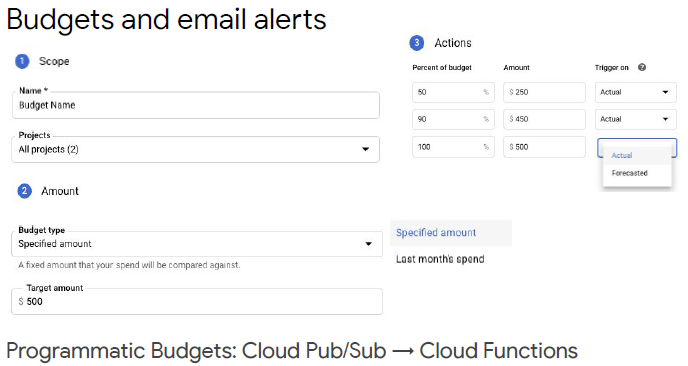 Budgets and email alerts
1 Scope
Name *
Budget Name
Projects
All projects (2)
2 Amount
Budget type
Specified amount
A fixed amount that your spend will be compared against.
Target amount
$ 500
Specified amount
Last month's spend
3 Actions
Percent of budget Amount Trigger on ?
50 % $ 250 Actual
90 % $ 450 Actual
100 % $ 500
Actual
Forecasted
Programmatic Budgets: Cloud Pub/Sub → Cloud Functions